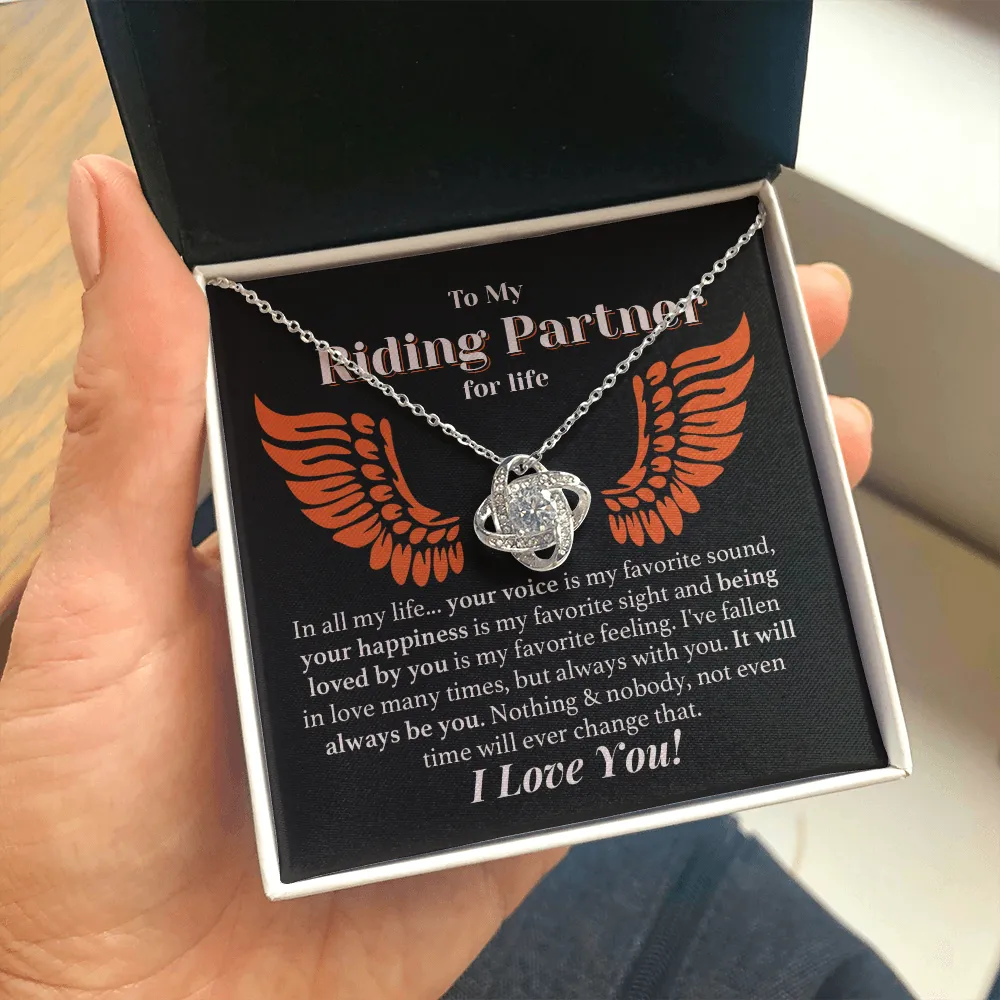 To My
Riding Partner
for life
In all my life... your voice is my favorite sound,
your happiness is my favorite sight and being
loved by you is my favorite feeling. I've fallen
in love many times, but always with you. It will
always be you. Nothing & nobody, not even
time will ever change that.
I Love You!